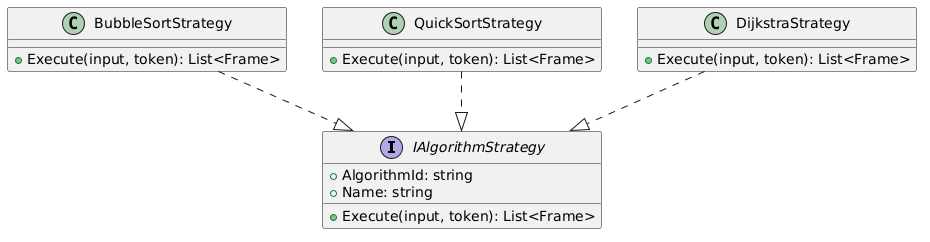 C BubbleSortStrategy
Execute(input, token): List<Frame>
C QuickSortStrategy
Execute(input, token): List<Frame>
C DijkstraStrategy
Execute(input, token): List<Frame>
I IAlgorithmStrategy
AlgorithmId: string
Name: string
Execute(input, token): List<Frame>